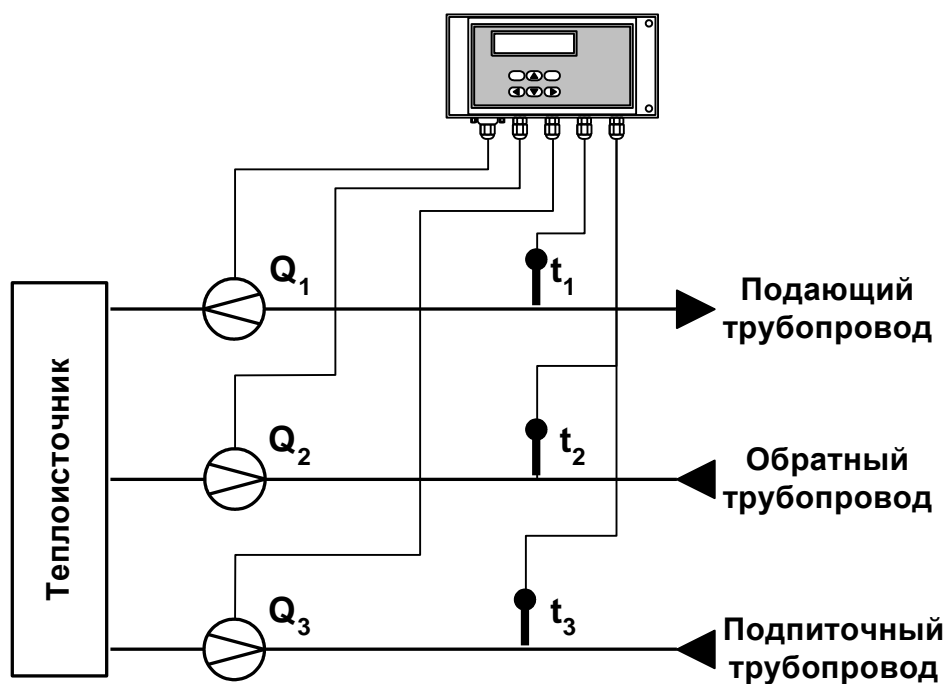 Q1
t1
Подающий
трубопровод
Теплоисточник
Q2
t2
Обратный
трубопровод
Q3
t3
Подпиточный
трубопровод